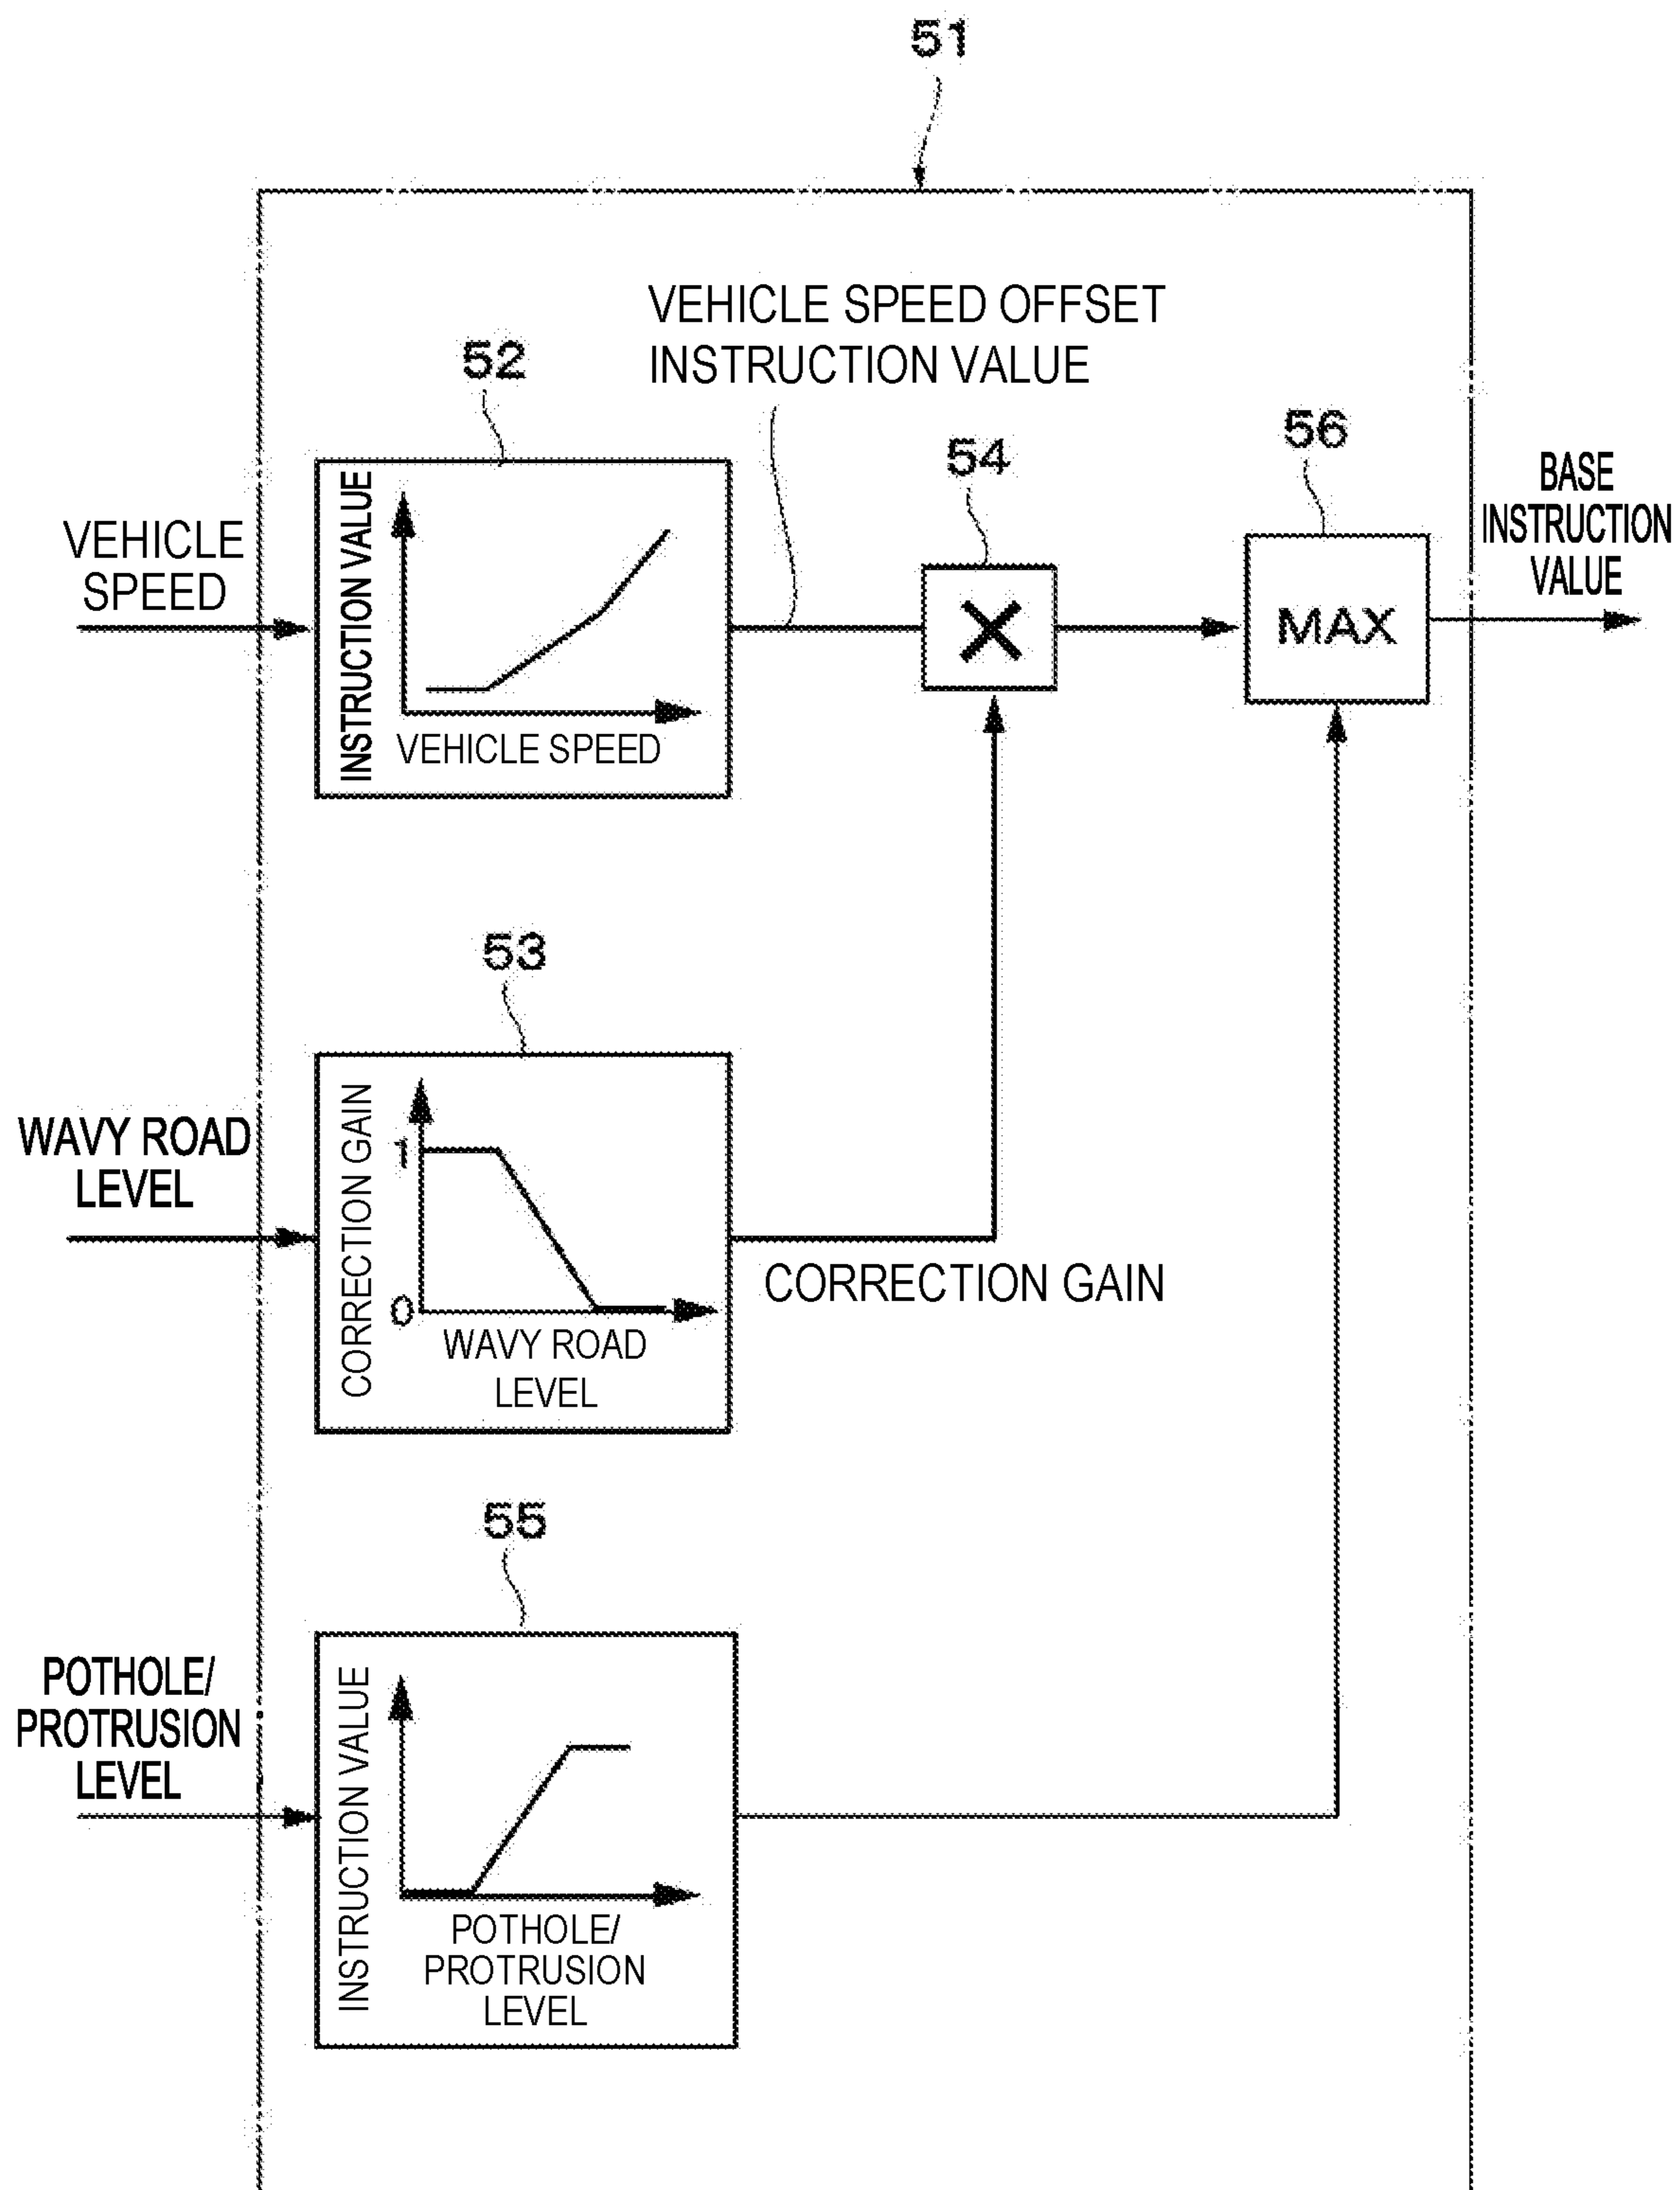 51
VEHICLE SPEED OFFSET
INSTRUCTION VALUE
52
54
56
BASE
INSTRUCTION
VALUE
VEHICLE
SPEED
INSTRUCTION VALUE
VEHICLE SPEED
×
MAX
53
WAVY ROAD
LEVEL
CORRECTION GAIN
1
0
WAVY ROAD
LEVEL
CORRECTION GAIN
55
POTHOLE/
PROTRUSION
LEVEL
INSTRUCTION VALUE
POTHOLE/
PROTRUSION
LEVEL